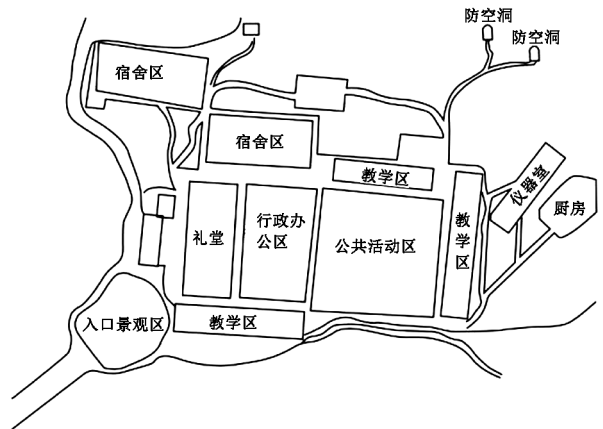 防空洞
防空洞
宿舍区
宿舍区
教学区
仪器室
厨房
礼堂
行政办
公区
公共活动区
教学区
入口景观区
教学区